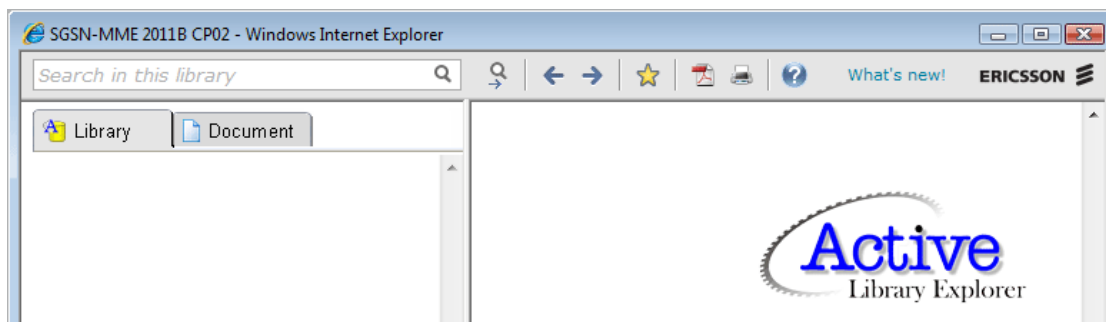 SGSN-MME 2011B CP02 - Windows Internet Explorer
Search in this library
What's new!
ERICSSON
Library
Document
Active
Library Explorer